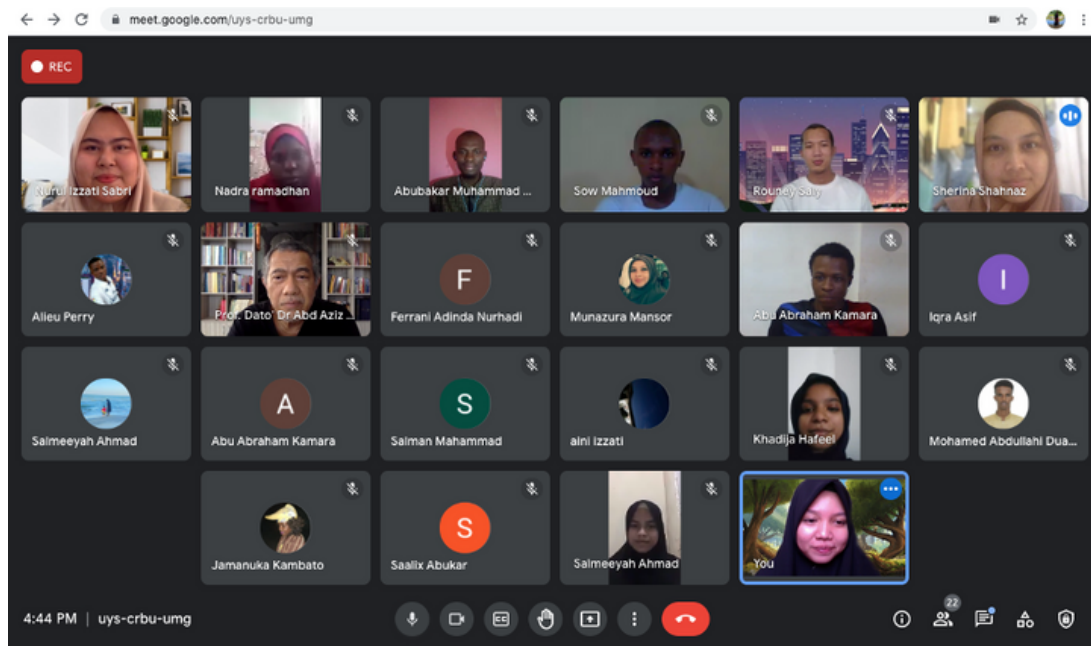 meet.google.com/uys-crbu-umg
REC
Nurul Izzati Sabri
Nadra ramadhan
Abubakar Muhammad ...
Sow Mahmoud
Rouney Saly
Sherina Shahnaz
Alieu Perry
Prof. Dato' Dr Abd Aziz ...
F
Ferrani Adinda Nurhadi
Munazura Mansor
Abu Abraham Kamara
I
Iqra Asif
Salmeeyah Ahmad
A
Abu Abraham Kamara
S
Salman Mahammad
aini izzati
Khadija Hafeel
Mohamed Abdullahi Dua...
Jamanuka Kambato
S
Saalix Abukar
Salmeeyah Ahmad
You
4:44 PM | uys-crbu-umg
CC
22